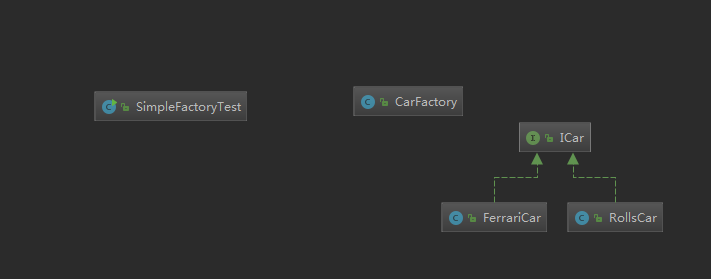 SimpleFactoryTest
CarFactory
ICar
FerrariCar
RollsCar